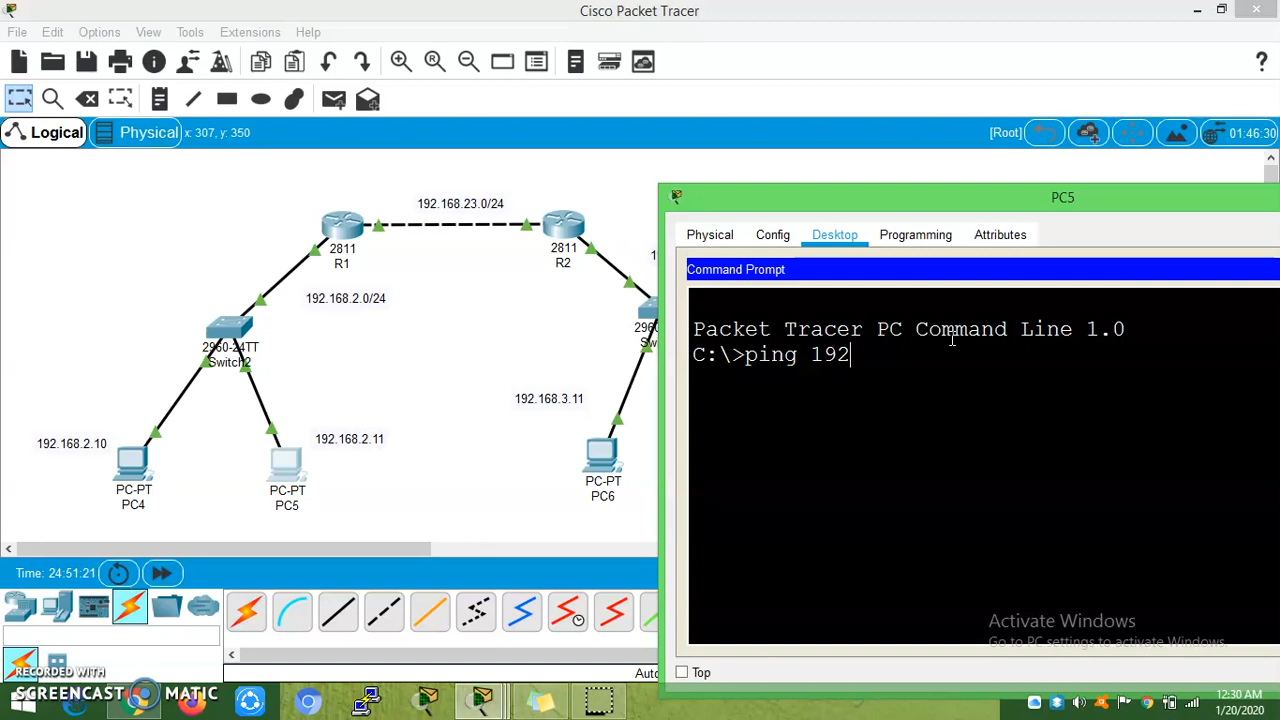 Cisco Packet Tracer
File Edit Options View Tools Extensions Help
Logical Physical x: 307, y: 350 [Root] 01:46:30
192.168.23.0/24
2811
R1
2811
R2
192.168.2.0/24
2960-24TT
Switch2
192.168.3.11
192.168.2.10
192.168.2.11
PC-PT
PC4
PC-PT
PC5
PC-PT
PC6
PC5
Physical Config Desktop Programming Attributes
Command Prompt
Packet Tracer PC Command Line 1.0
C:\>ping 192
Activate Windows
Go to PC settings to activate Windows.
Top
Time: 24:51:21
RECORDED WITH
SCREENCAST MATIC
12:30 AM
1/20/2020